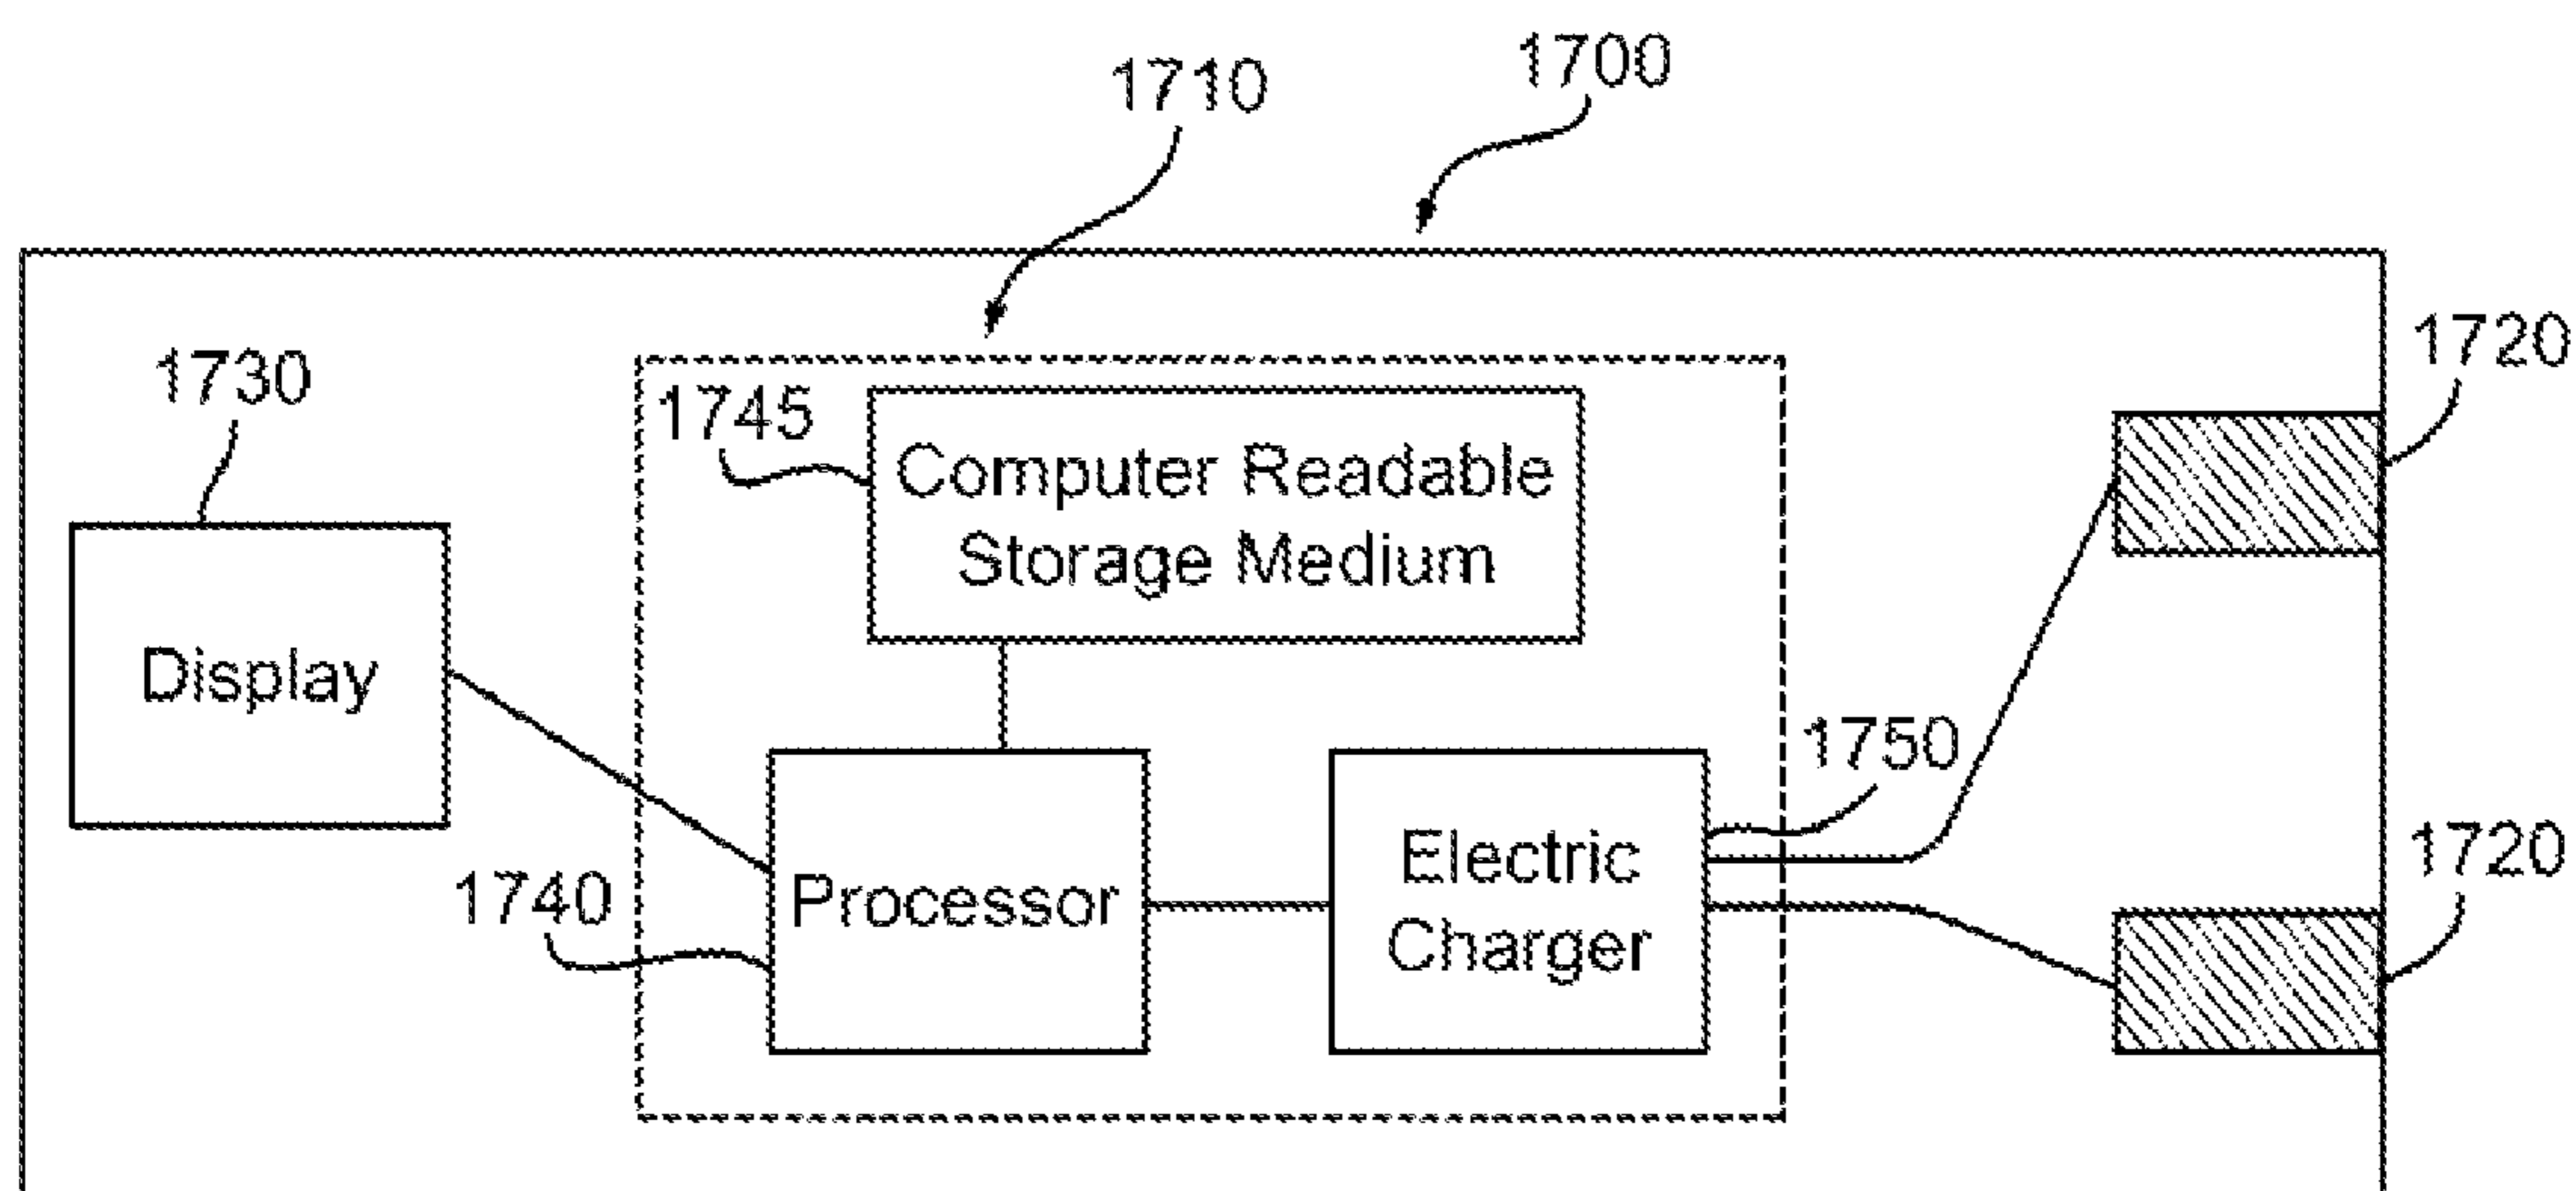 1700
1710
1720
1730
1745
Computer Readable
Storage Medium
Display
1750
1740
Processor
Electric
Charger
1720